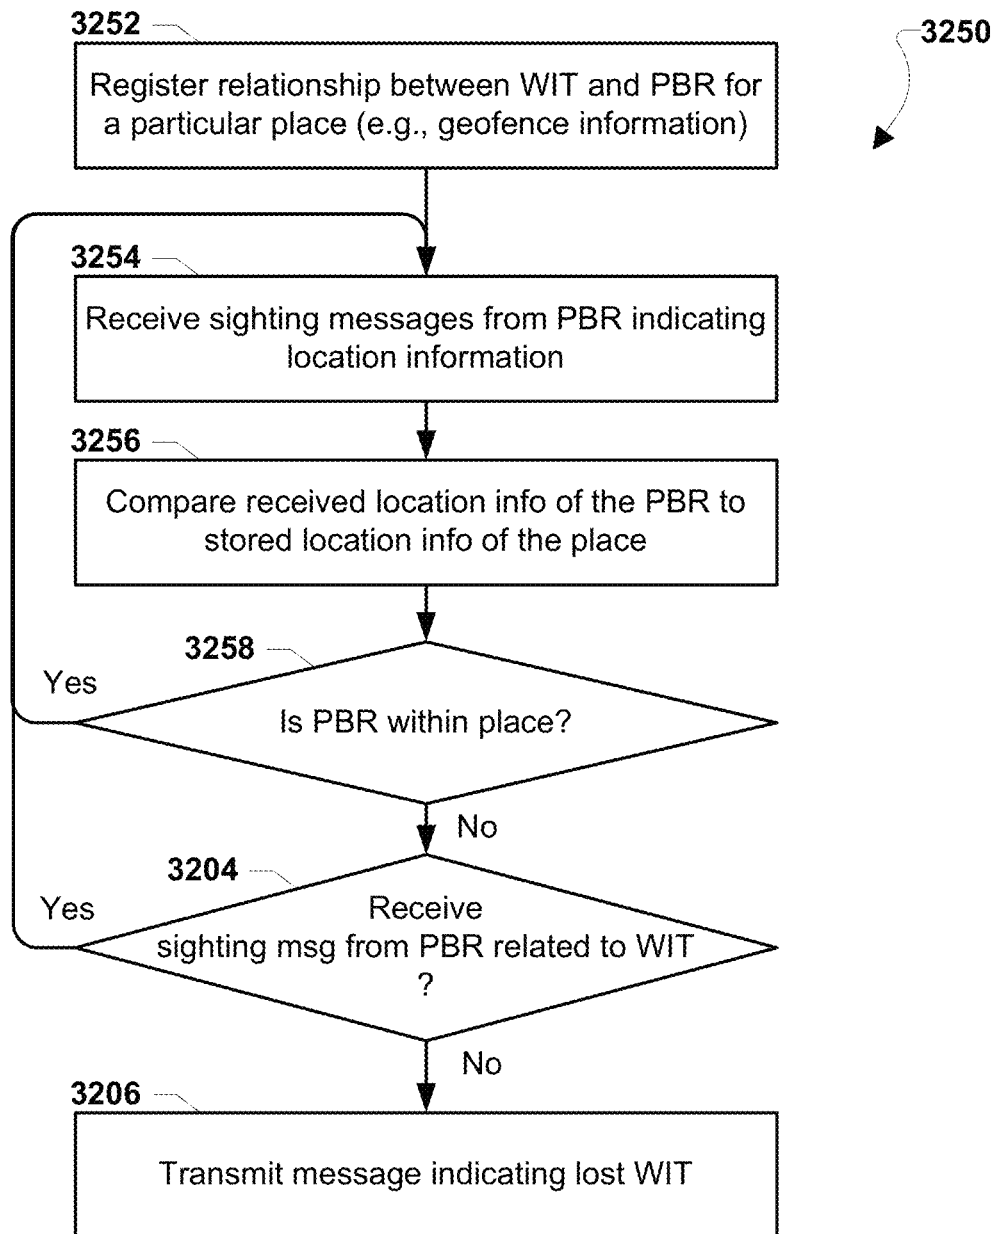 3252
3250
Register relationship between WIT and PBR for
a particular place (e.g., geofence information)
3254
Receive sighting messages from PBR indicating
location information
3256
Compare received location info of the PBR to
stored location info of the place
3258
Yes
Is PBR within place?
No
3204
Yes
Receive
sighting msg from PBR related to WIT
?
No
3206
Transmit message indicating lost WIT